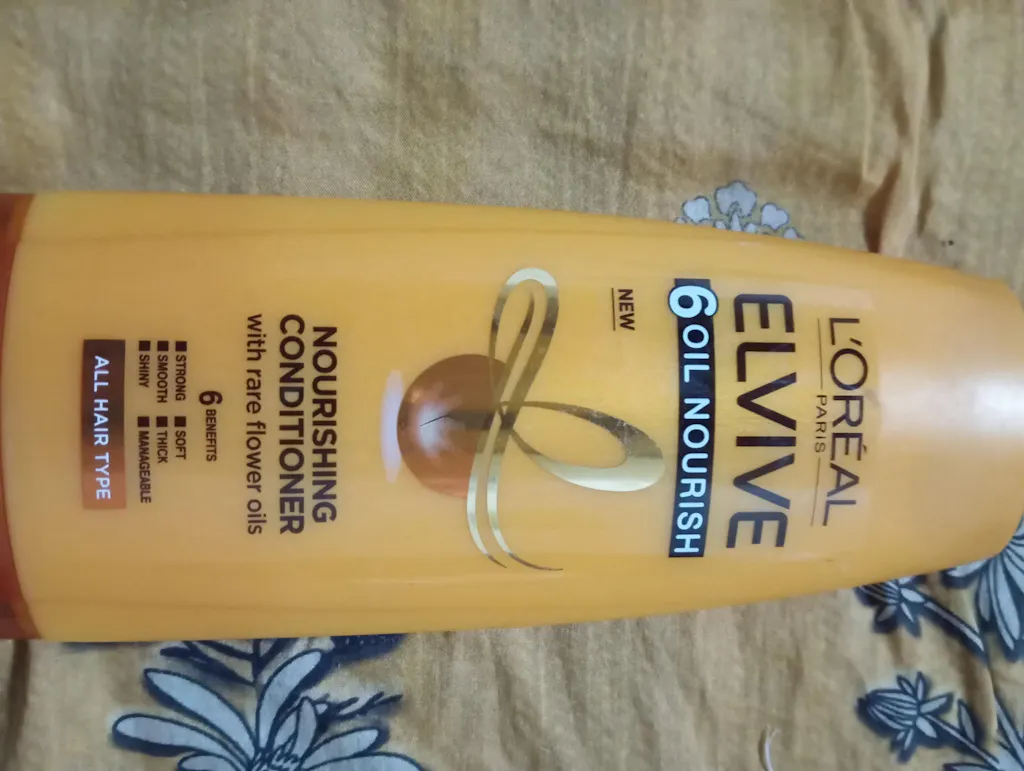 L'ORÉAL
PARIS
ELVIVE
6 OIL NOURISH
NEW
NOURISHING
CONDITIONER
with rare flower oils
6 BENEFITS
■ STRONG ■ SOFT
■ SMOOTH ■ THICK
■ SHINY ■ MANAGEABLE
ALL HAIR TYPE